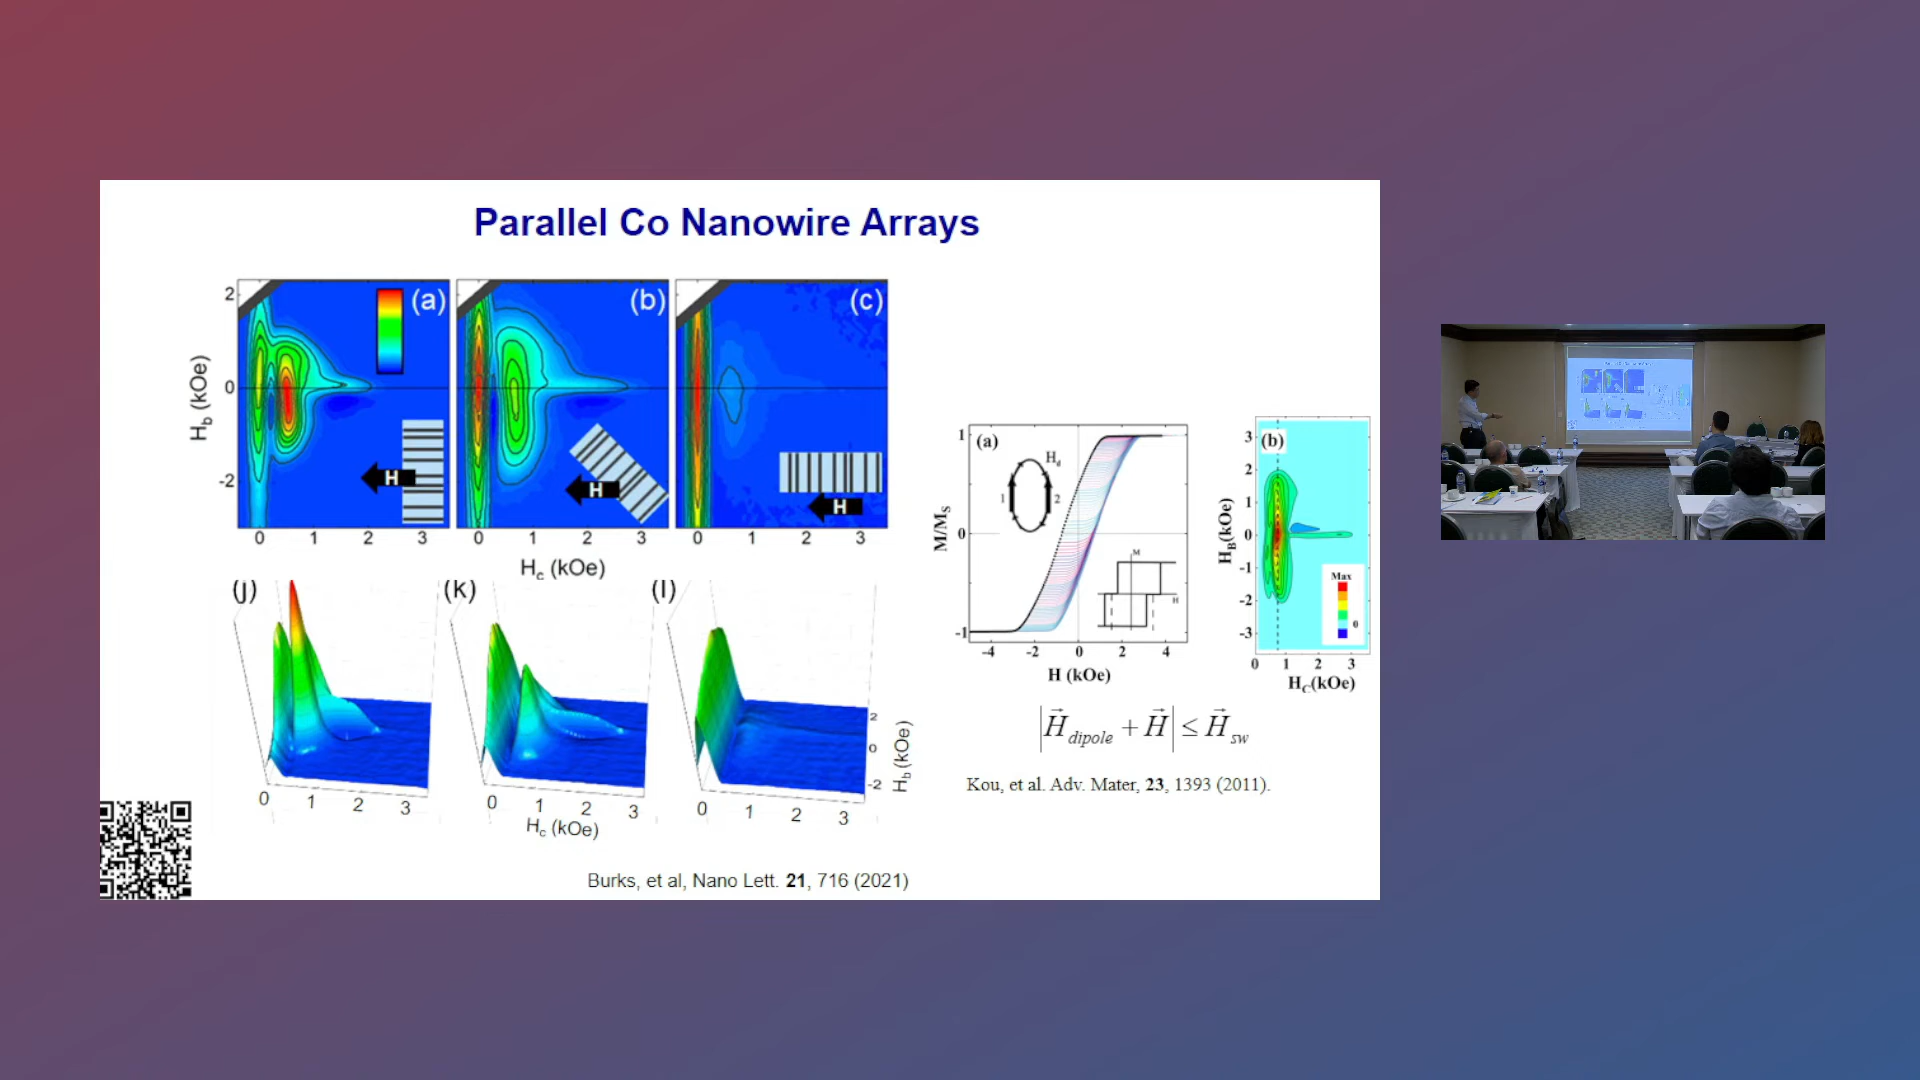 Parallel Co Nanowire Arrays
(a)
(b)
(c)
2
0
-2
H_b (kOe)
H
H
H
0 1 2 3
0 1 2 3
0 1 2 3
H_c (kOe)
(j)
(k)
(l)
0 1 2 3
0 1 2 3
0 1 2 3
2
0
-2
H_b (kOe)
H_c (kOe)
Burks, et al, Nano Lett. 21, 716 (2021)
(a)
1
0
-1
M/M_S
H_d
1
2
M
H
-4 -2 0 2 4
H (kOe)
(b)
3
2
1
0
-1
-2
-3
H_B(kOe)
Max
0
0 1 2 3
H_C(kOe)
|H⃗_dipole + H⃗| ≤ H⃗_sw
Kou, et al. Adv. Mater, 23, 1393 (2011).